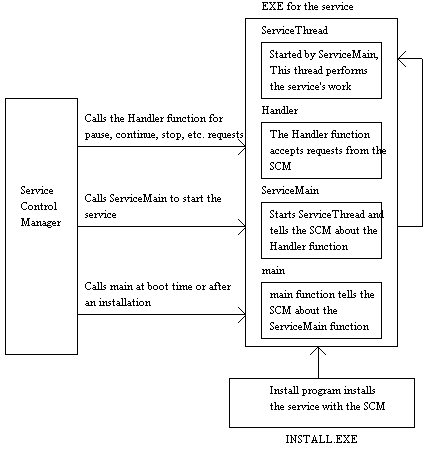 EXE for the service
ServiceThread
Started by ServiceMain,
This thread performs
the service's work
Handler
The Handler function
accepts requests from the
SCM
ServiceMain
Starts ServiceThread and
tells the SCM about the
Handler function
main
main function tells the
SCM about the
ServiceMain function
Service
Control
Manager
Calls the Handler function for
pause, continue, stop, etc. requests
Calls ServiceMain to start the
service
Calls main at boot time or after
an installation
Install program installs
the service with the SCM
INSTALL.EXE